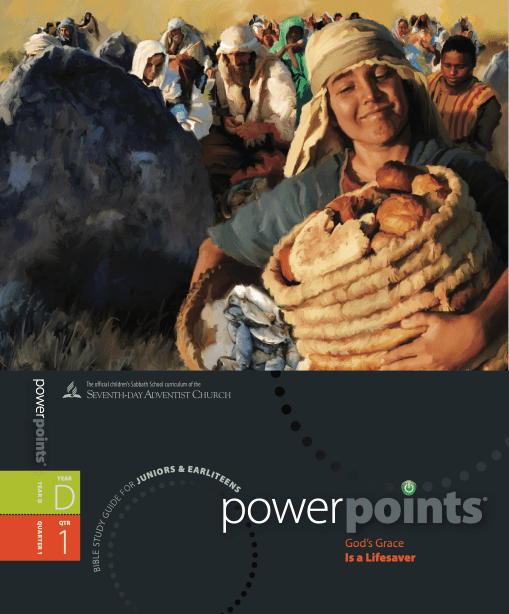 The official children's Sabbath School curriculum of the
SEVENTH-DAY ADVENTIST CHURCH
powerpoints
YEAR D
QUARTER 1
YEAR
D
QTR
1
BIBLE STUDY GUIDE FOR JUNIORS & EARLITEENS
powerpoints®
God's Grace
Is a Lifesaver